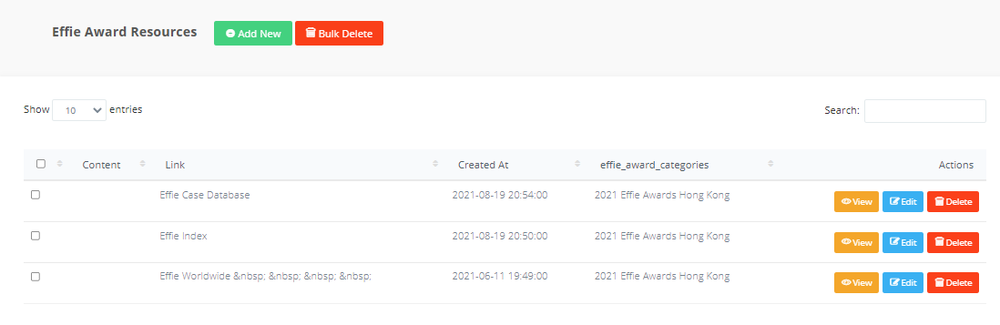 Effie Award Resources Add New Bulk Delete
Show 10 entries Search:
Content Link Created At effie_award_categories Actions
Effie Case Database 2021-08-19 20:54:00 2021 Effie Awards Hong Kong View Edit Delete
Effie Index 2021-08-19 20:50:00 2021 Effie Awards Hong Kong View Edit Delete
Effie Worldwide &nbsp; &nbsp; &nbsp; &nbsp; 2021-06-11 19:49:00 2021 Effie Awards Hong Kong View Edit Delete